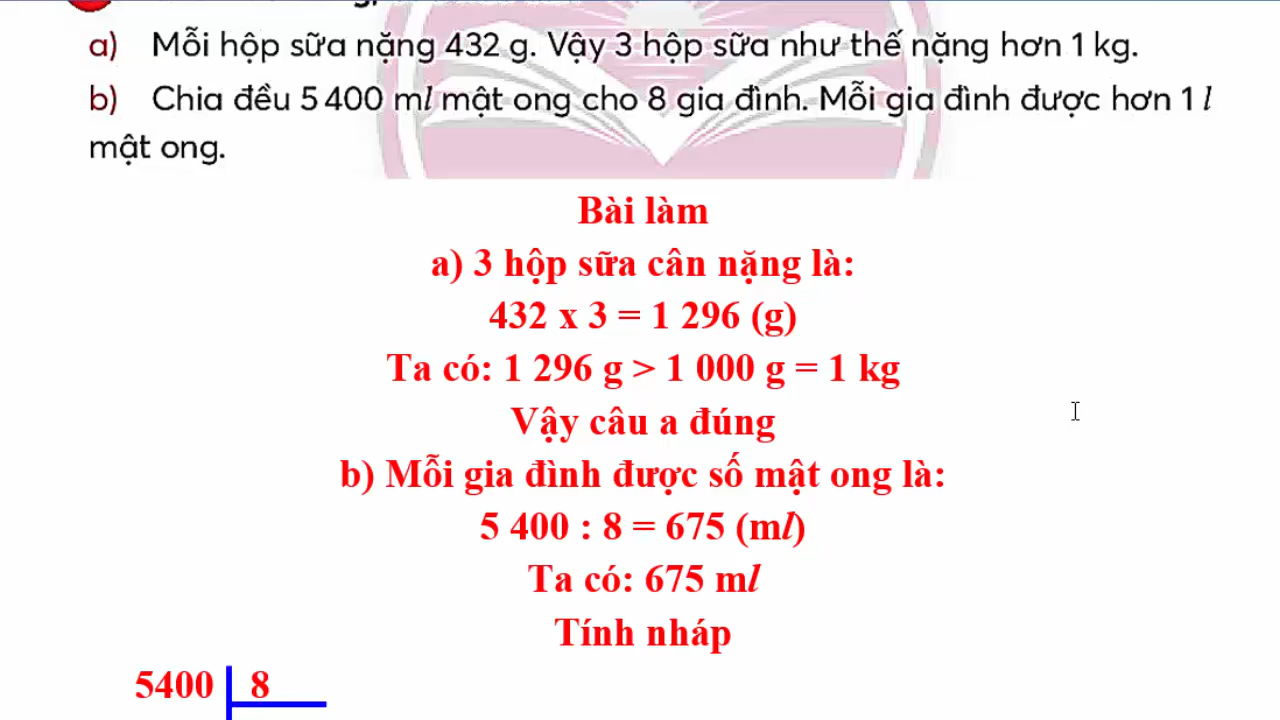 a) Mỗi hộp sữa nặng 432 g. Vậy 3 hộp sữa như thế nặng hơn 1 kg.
b) Chia đều 5 400 ml mật ong cho 8 gia đình. Mỗi gia đình được hơn 1 l
mật ong.
Bài làm
a) 3 hộp sữa cân nặng là:
432 x 3 = 1 296 (g)
Ta có: 1 296 g > 1 000 g = 1 kg
Vậy câu a đúng
b) Mỗi gia đình được số mật ong là:
5 400 : 8 = 675 (ml)
Ta có: 675 ml
Tính nháp
5400 8